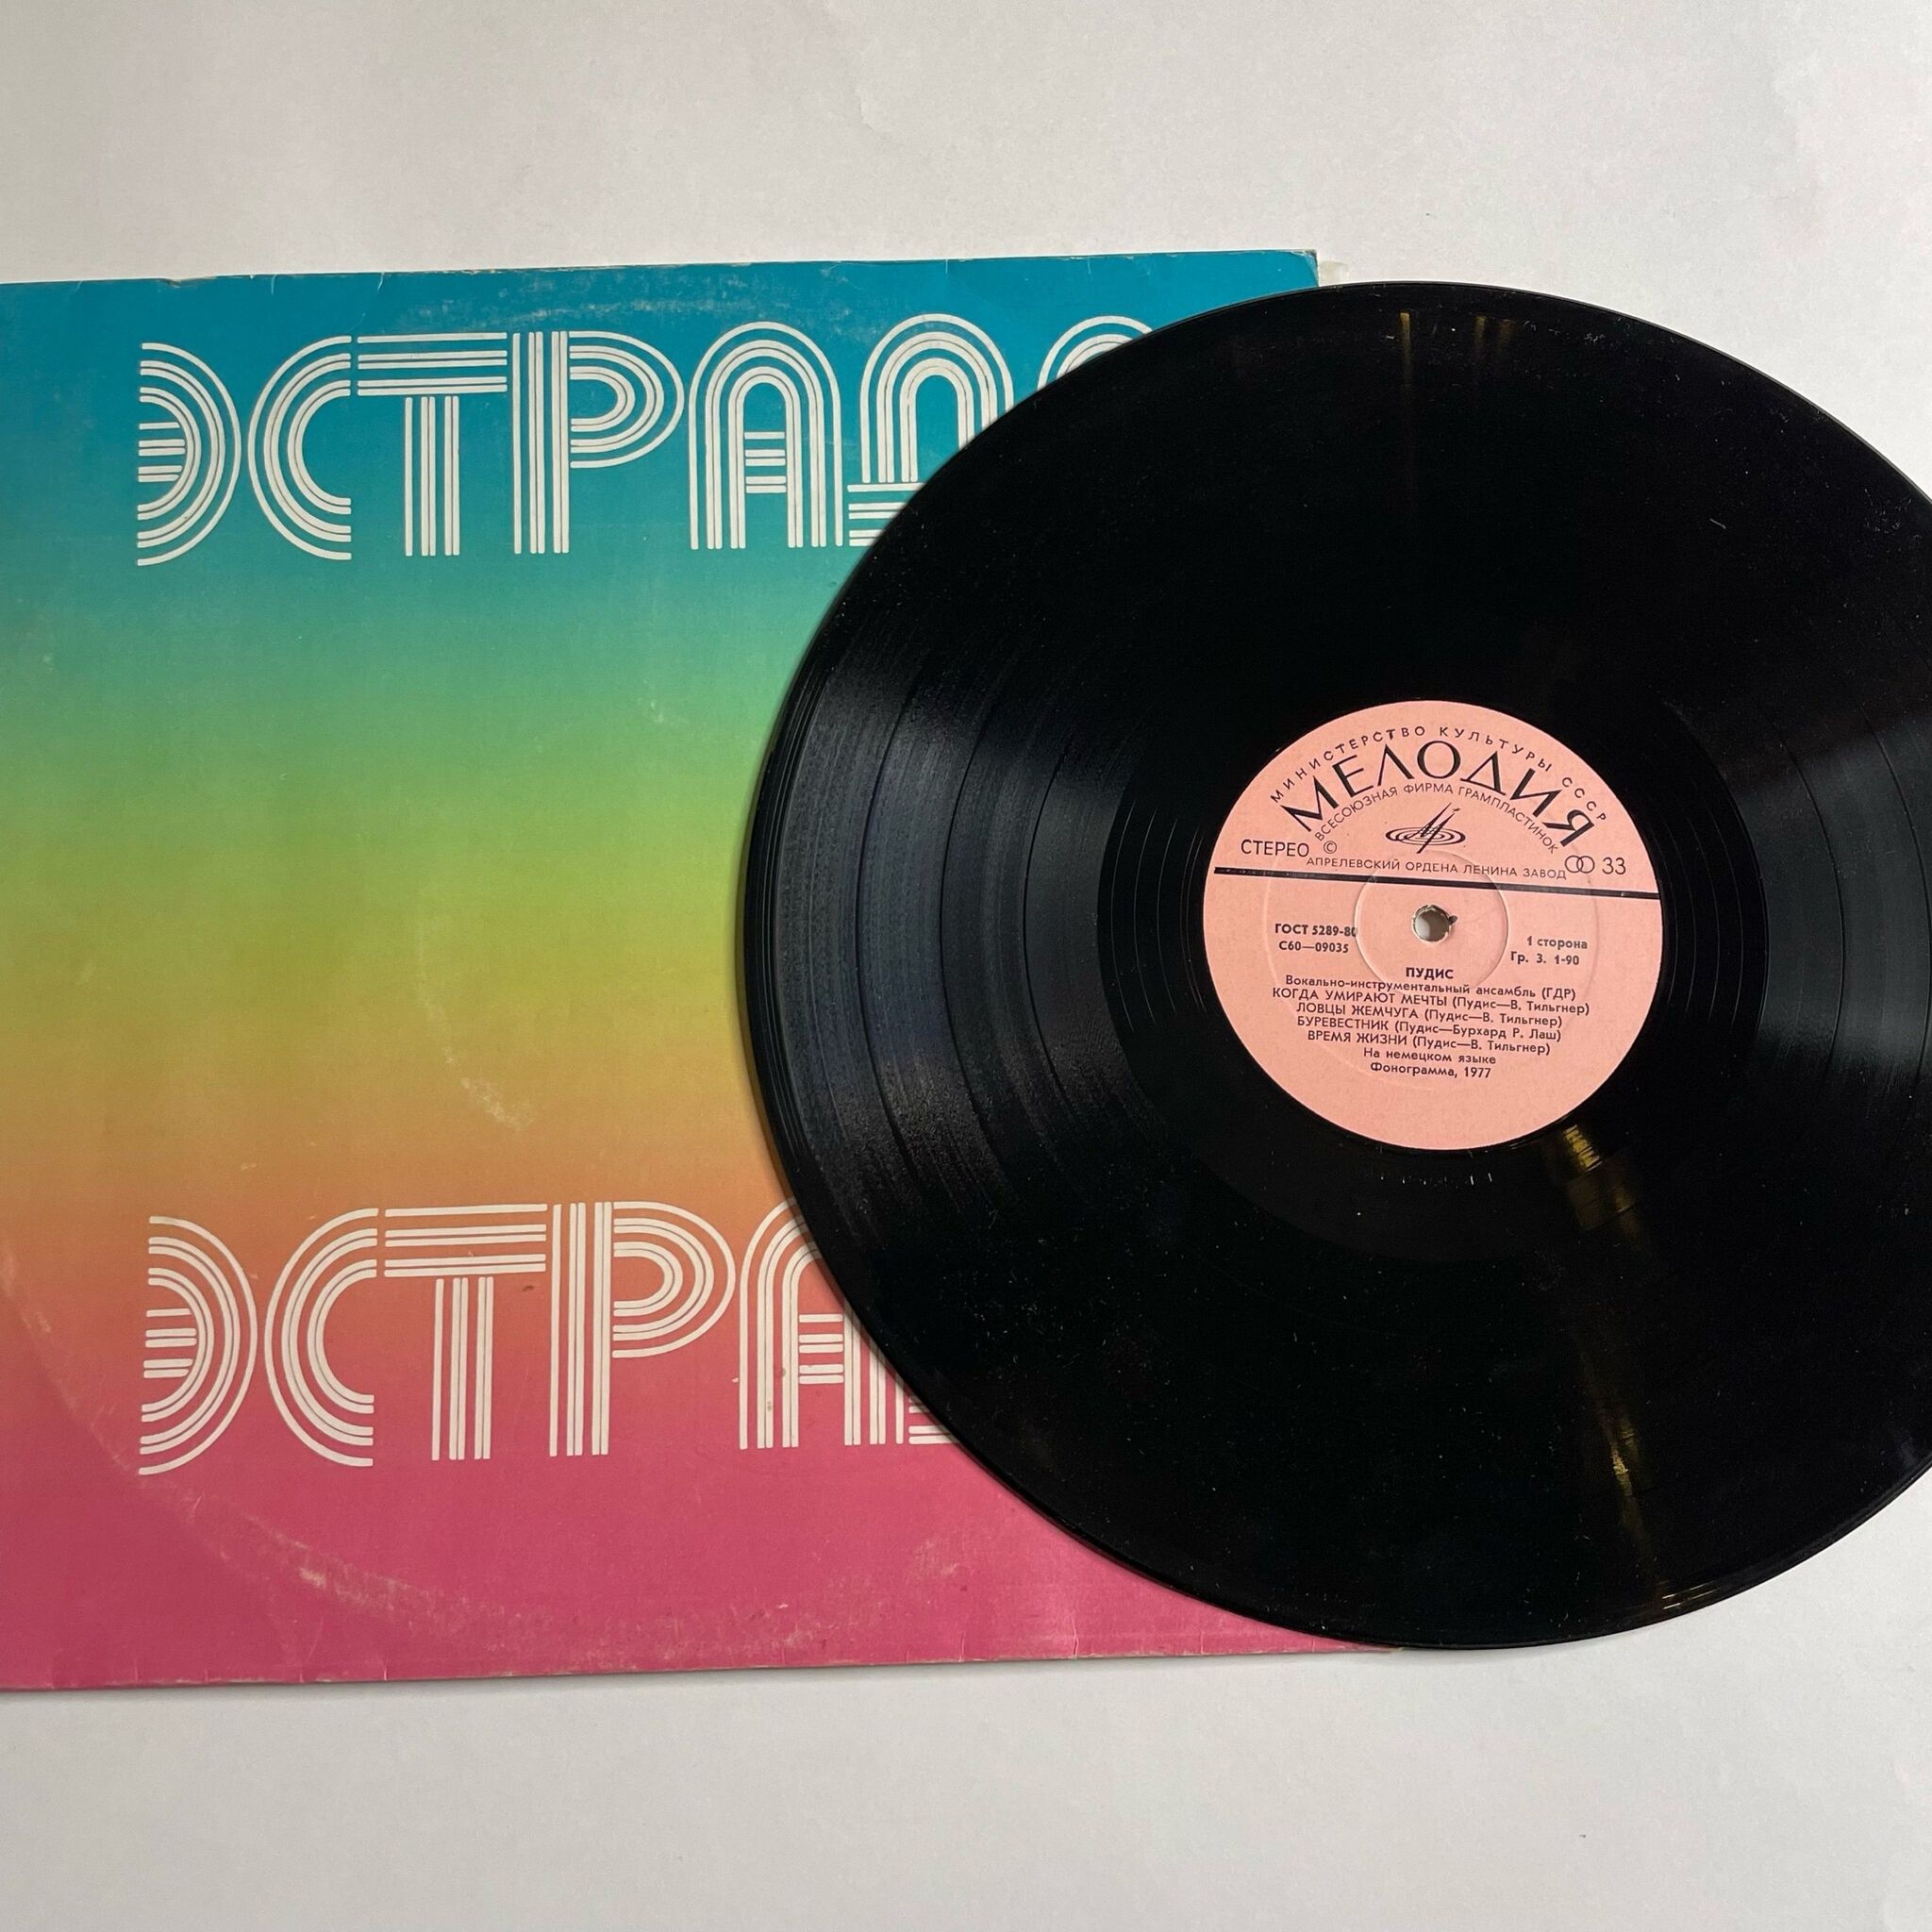 ЭСТРАДА
МИНИСТЕРСТВО КУЛЬТУРЫ СССР
МЕЛОДИЯ
ВСЕСОЮЗНАЯ ФИРМА ГРАМПЛАСТИНОК
СТЕРЕО © 33
АПРЕЛЕВСКИЙ ОРДЕНА ЛЕНИНА ЗАВОД
ГОСТ 5289-80
С60—09035
1 сторона
Гр. 3. 1-90
ПУДИС
Вокально-инструментальный ансамбль (ГДР)
КОГДА УМИРАЮТ МЕЧТЫ (Пудис—В. Тильгнер)
ЛОВЦЫ ЖЕМЧУГА (Пудис—В. Тильгнер)
БУРЕВЕСТНИК (Пудис—Бурхард Р. Лаш)
ВРЕМЯ ЖИЗНИ (Пудис—В. Тильгнер)
На немецком языке
Фонограмма, 1977
ЭСТРА